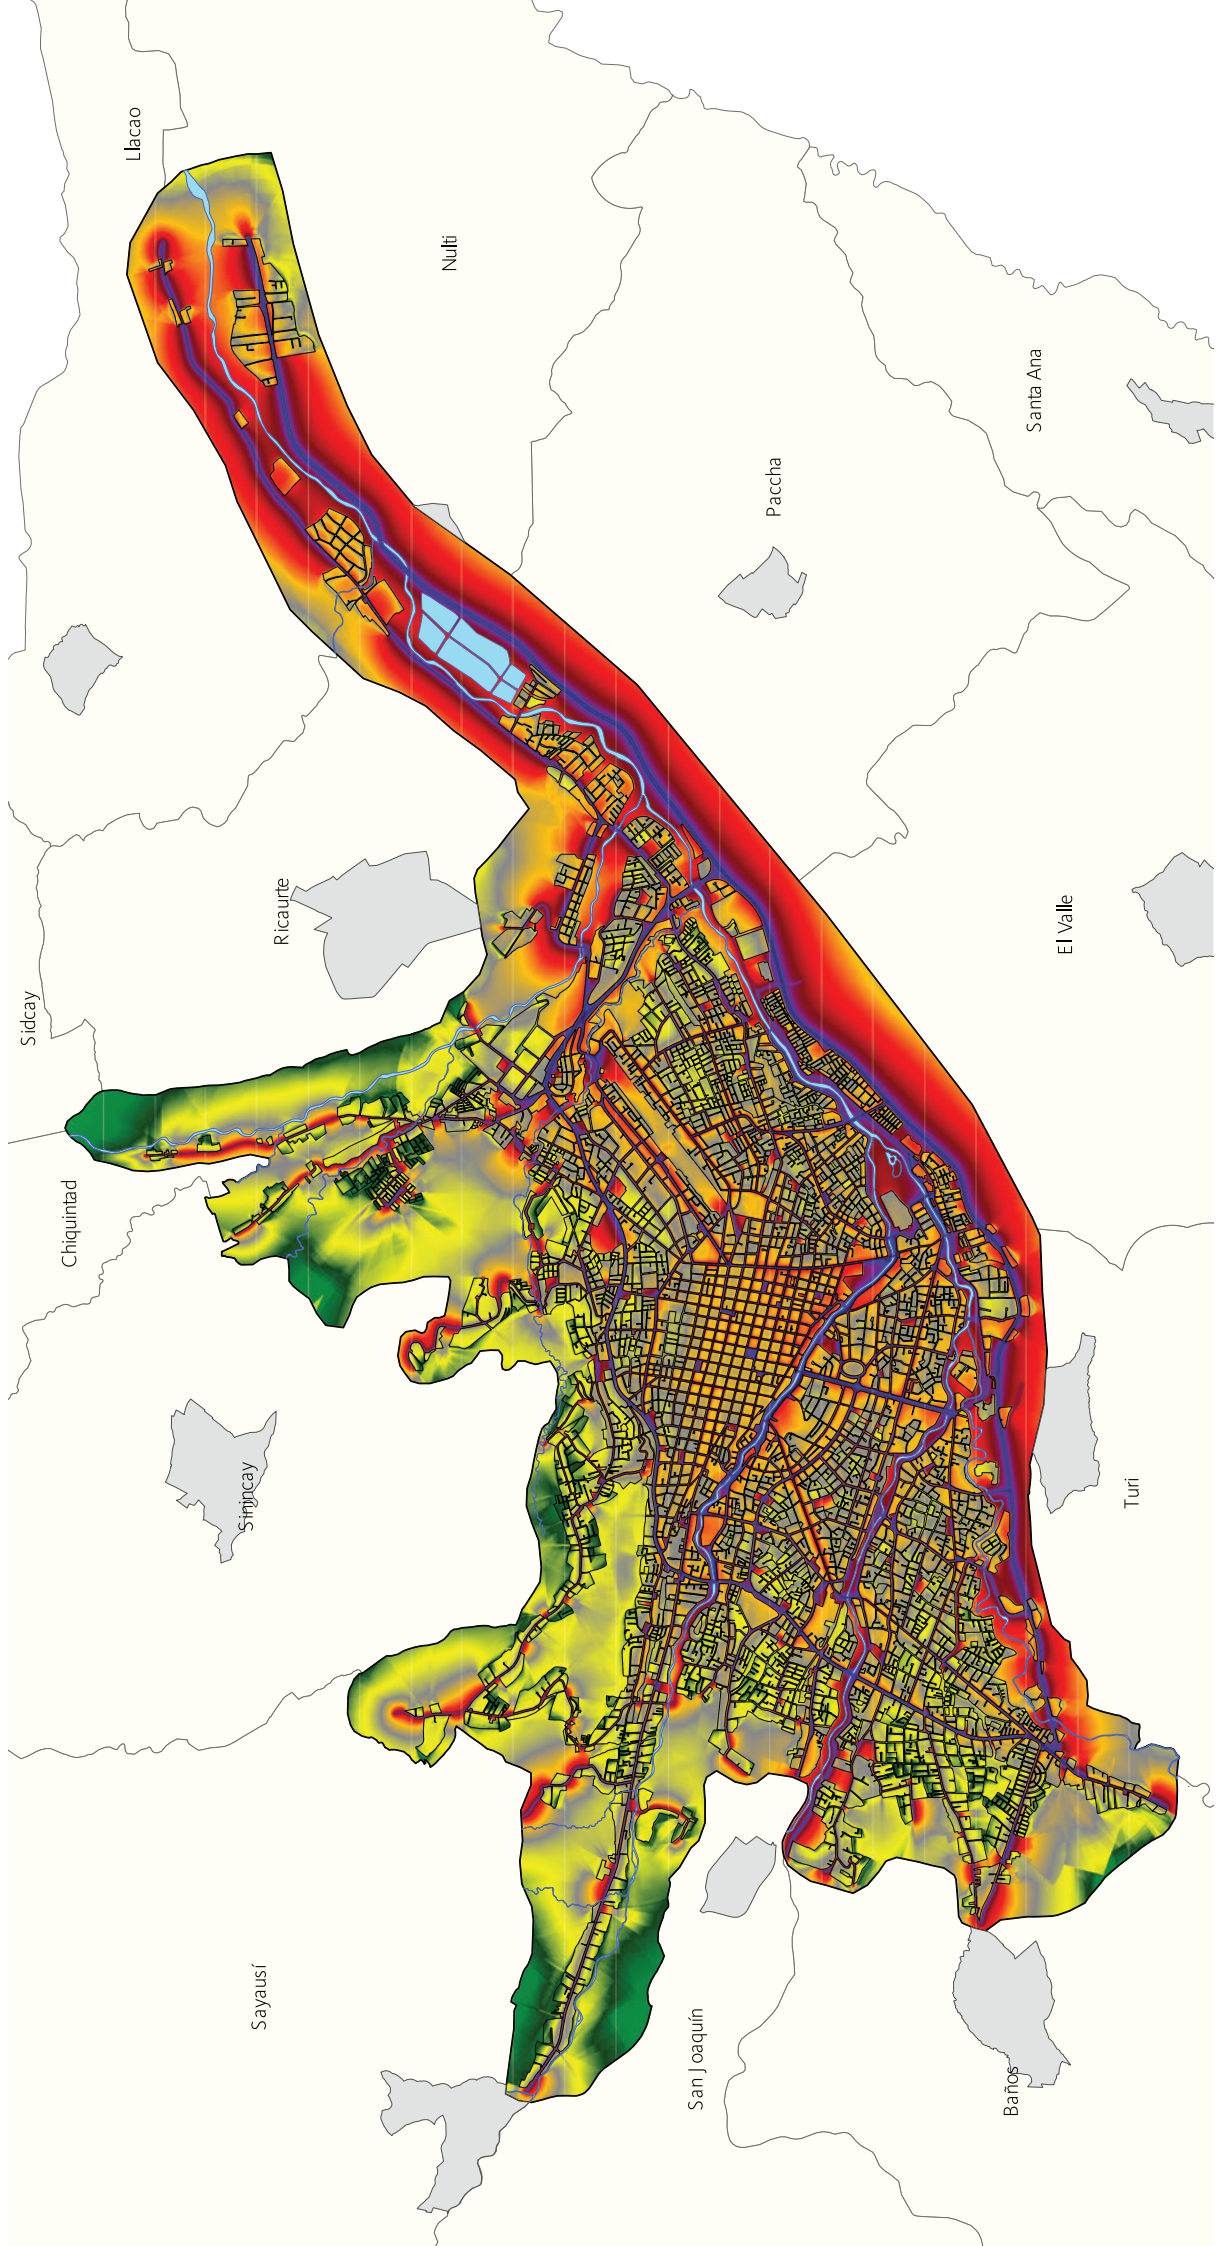 Llacao
Nulti
Santa Ana
Paccha
Ricaurte
El Valle
Sidcay
Chiquintad
Sinincay
Turi
Sayausí
San Joaquín
Baños